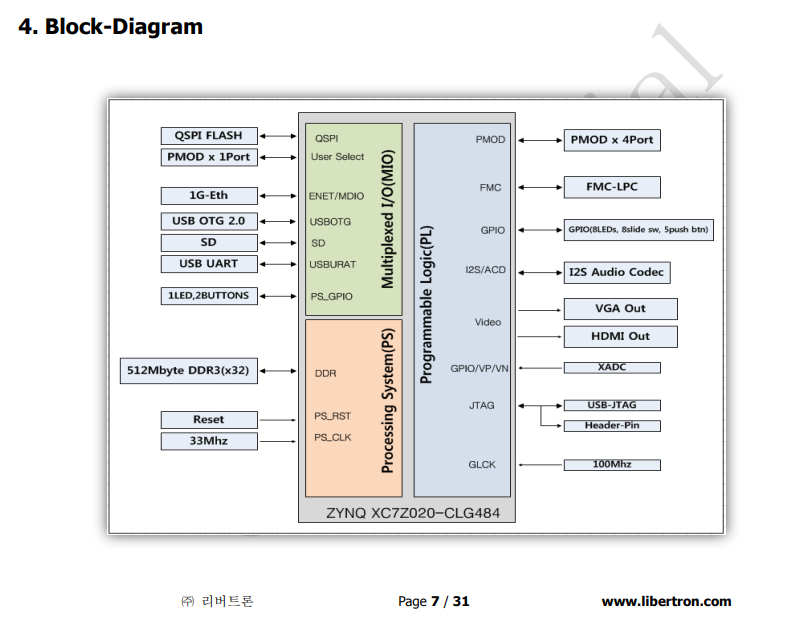 4. Block-Diagram
QSPI FLASH
PMOD x 1Port
1G-Eth
USB OTG 2.0
SD
USB UART
1LED,2BUTTONS
512Mbyte DDR3(x32)
Reset
33Mhz
QSPI
User Select
ENET/MDIO
USBOTG
SD
USBURAT
PS_GPIO
Multiplexed I/O(MIO)
DDR
PS_RST
PS_CLK
Processing System(PS)
Programmable Logic(PL)
PMOD
FMC
GPIO
I2S/ACD
Video
GPIO/VP/VN
JTAG
GLCK
PMOD x 4Port
FMC-LPC
GPIO(8LEDs, 8slide sw, 5push btn)
I2S Audio Codec
VGA Out
HDMI Out
XADC
USB-JTAG
Header-Pin
100Mhz
ZYNQ XC7Z020-CLG484
㈜ 리버트론
Page 7 / 31
www.libertron.com